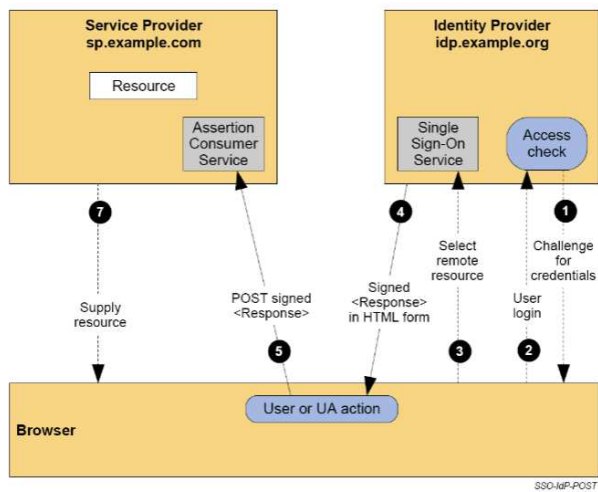 Service Provider
sp.example.com
Resource
Assertion
Consumer
Service
Identity Provider
idp.example.org
Single
Sign-On
Service
Access
check
7
4
1
Select
remote
resource
Challenge
for
credentials
Supply
resource
POST signed
<Response>
Signed
<Response>
in HTML form
User
login
5
3
2
User or UA action
Browser
SSO-IdP-POST